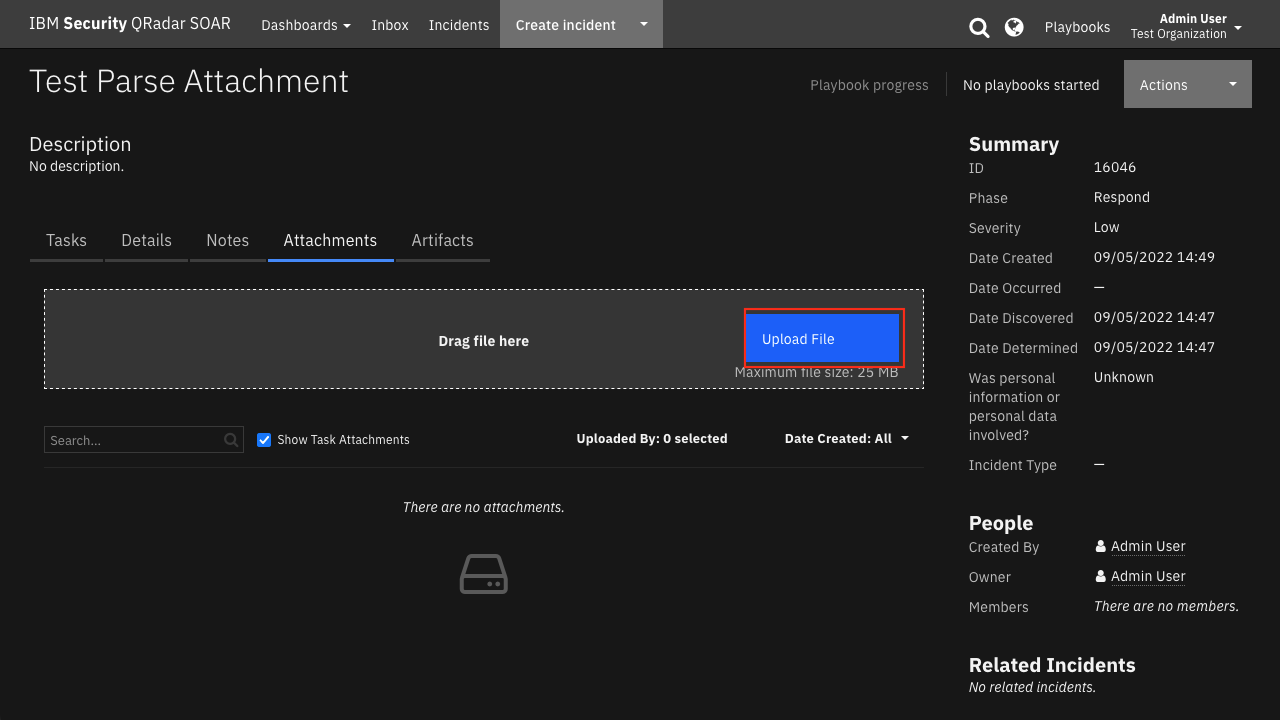 IBM Security QRadar SOAR Dashboards Inbox Incidents Create incident Playbooks Admin User
Test Organization
Test Parse Attachment
Playbook progress No playbooks started Actions
Description
No description.
Tasks Details Notes Attachments Artifacts
Drag file here
Upload File
Maximum file size: 25 MB
Search...
Show Task Attachments
Uploaded By: 0 selected
Date Created: All
There are no attachments.
Summary
ID 16046
Phase Respond
Severity Low
Date Created 09/05/2022 14:49
Date Occurred —
Date Discovered 09/05/2022 14:47
Date Determined 09/05/2022 14:47
Was personal Unknown
information or
personal data
involved?
Incident Type —
People
Created By Admin User
Owner Admin User
Members There are no members.
Related Incidents
No related incidents.